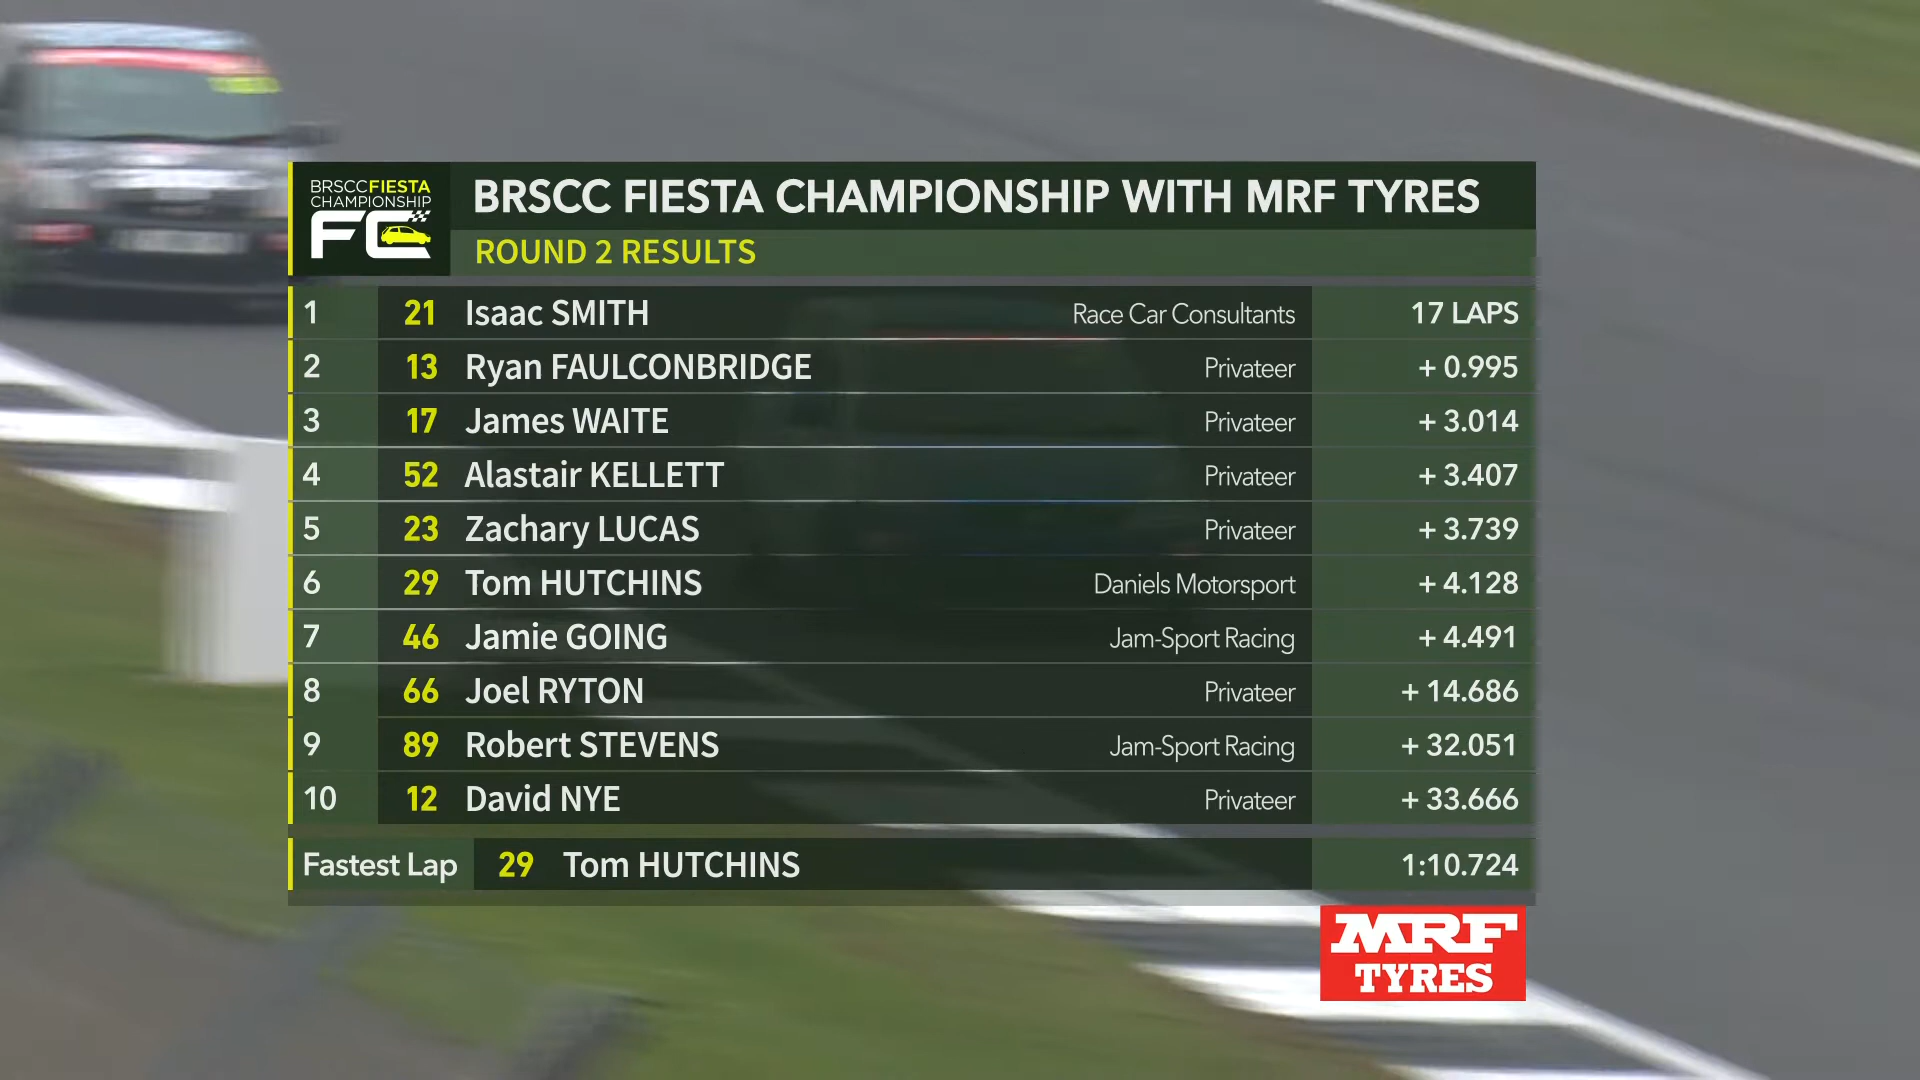 BRSCCFIESTA
CHAMPIONSHIP
FC
BRSCC FIESTA CHAMPIONSHIP WITH MRF TYRES
ROUND 2 RESULTS
1 21 Isaac SMITH Race Car Consultants 17 LAPS
2 13 Ryan FAULCONBRIDGE Privateer + 0.995
3 17 James WAITE Privateer + 3.014
4 52 Alastair KELLETT Privateer + 3.407
5 23 Zachary LUCAS Privateer + 3.739
6 29 Tom HUTCHINS Daniels Motorsport + 4.128
7 46 Jamie GOING Jam-Sport Racing + 4.491
8 66 Joel RYTON Privateer + 14.686
9 89 Robert STEVENS Jam-Sport Racing + 32.051
10 12 David NYE Privateer + 33.666
Fastest Lap 29 Tom HUTCHINS 1:10.724
MRF
TYRES